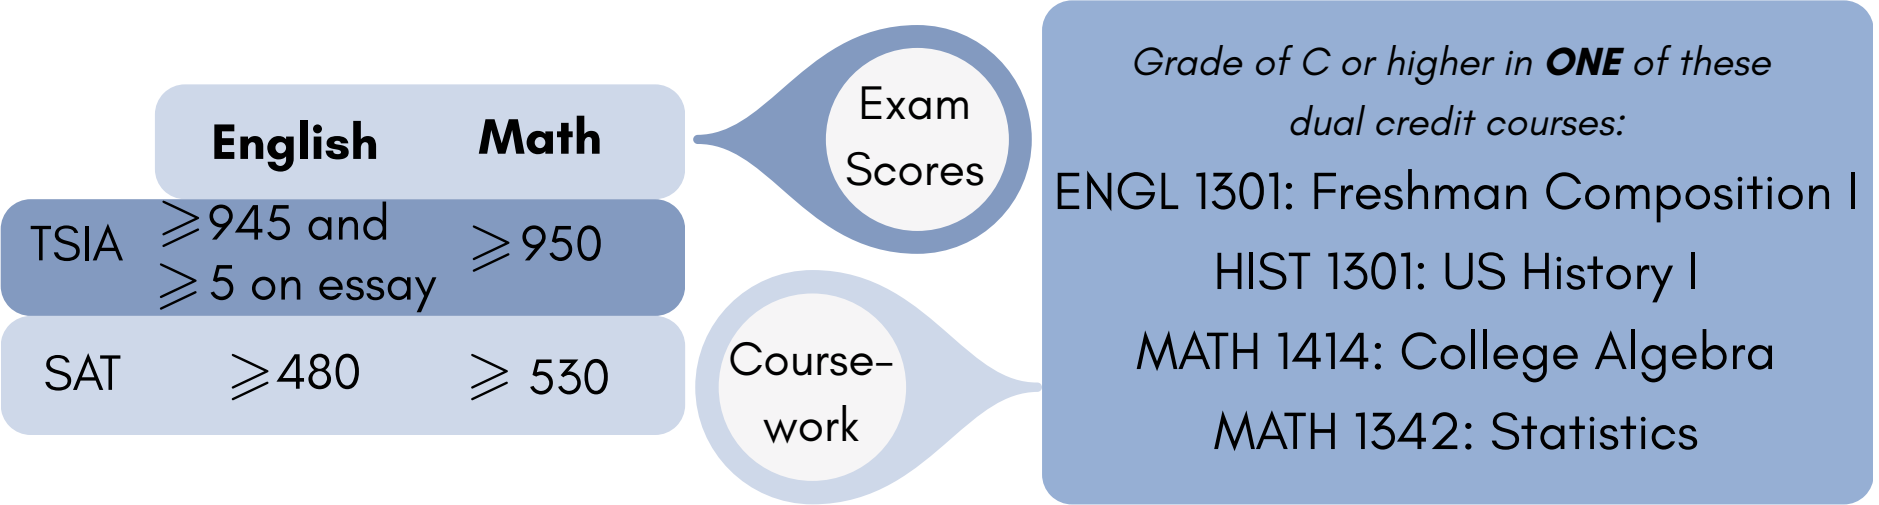 English Math
TSIA ⩾945 and ⩾950
⩾ 5 on essay
SAT ⩾480 ⩾ 530
Exam
Scores
Course-
work
Grade of C or higher in ONE of these
dual credit courses:
ENGL 1301: Freshman Composition I
HIST 1301: US History I
MATH 1414: College Algebra
MATH 1342: Statistics